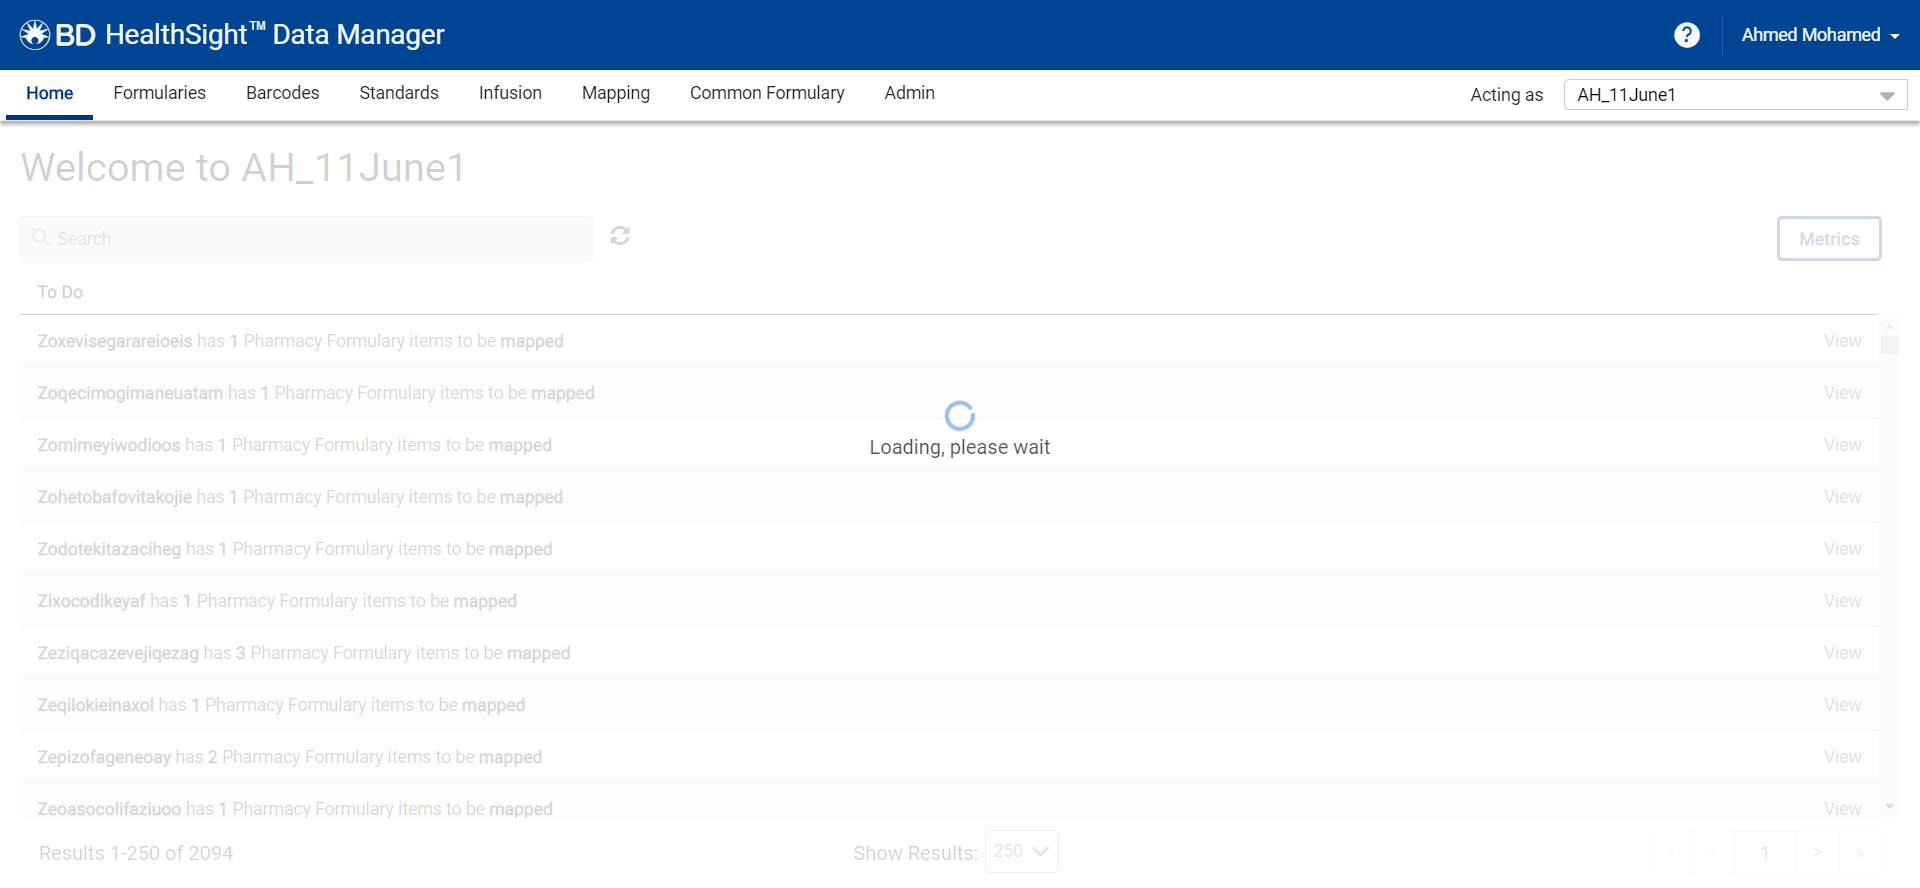 BD HealthSight™ Data Manager
? Ahmed Mohamed
Home Formularies Barcodes Standards Infusion Mapping Common Formulary Admin Acting as AH_11June1
Welcome to AH_11June1
Search Metrics
To Do
Zoxevisegarareioeis has 1 Pharmacy Formulary items to be mapped View
Zoqecimogimaneuatam has 1 Pharmacy Formulary items to be mapped View
Zomimeyiwodioos has 1 Pharmacy Formulary items to be mapped View
Loading, please wait
Zohetobafovitakojie has 1 Pharmacy Formulary items to be mapped View
Zodotekitazaciheg has 1 Pharmacy Formulary items to be mapped View
Zixocodikeyaf has 1 Pharmacy Formulary items to be mapped View
Zeziqacazevejiqezag has 3 Pharmacy Formulary items to be mapped View
Zeqilokieinaxol has 1 Pharmacy Formulary items to be mapped View
Zepizofageneoay has 2 Pharmacy Formulary items to be mapped View
Zeoasocolifaziuoo has 1 Pharmacy Formulary items to be mapped View
Results 1-250 of 2094 Show Results: 250 « < 1 > »